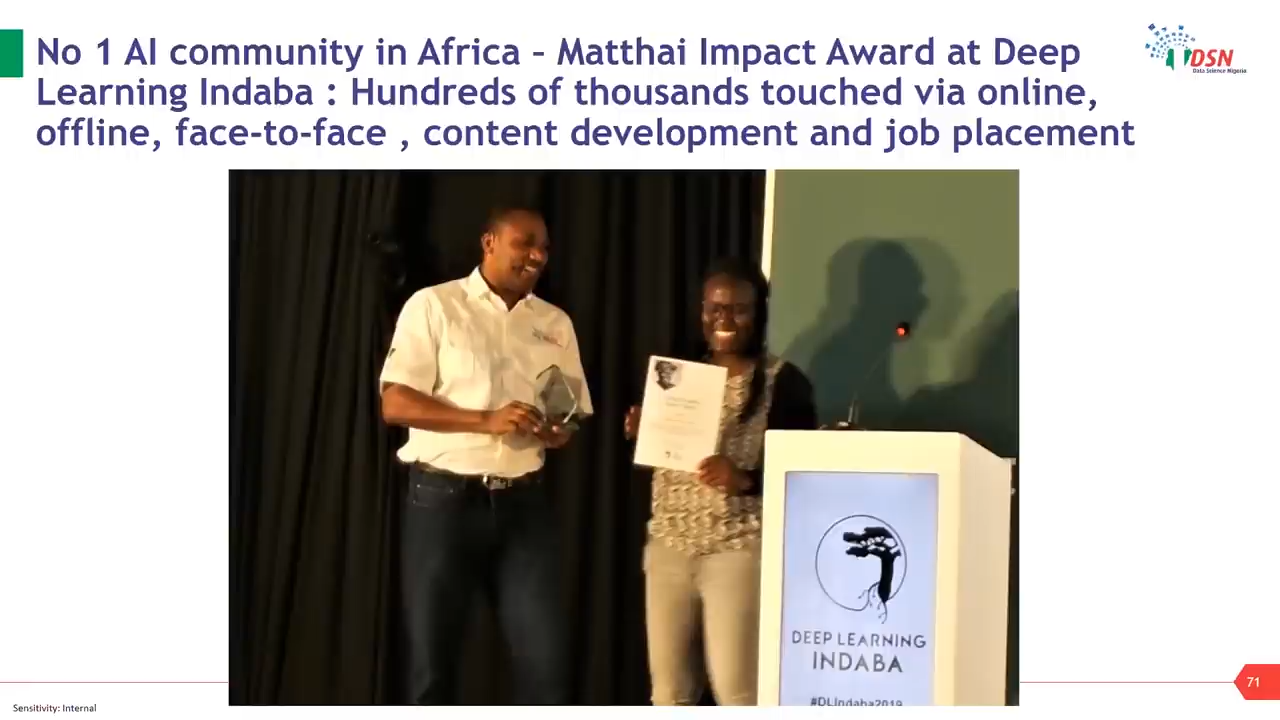 No 1 AI community in Africa – Matthai Impact Award at Deep
Learning Indaba : Hundreds of thousands touched via online,
offline, face-to-face , content development and job placement
DSN
Data Science Nigeria
DEEP LEARNING
INDABA
#DLIndaba2019
71
Sensitivity: Internal